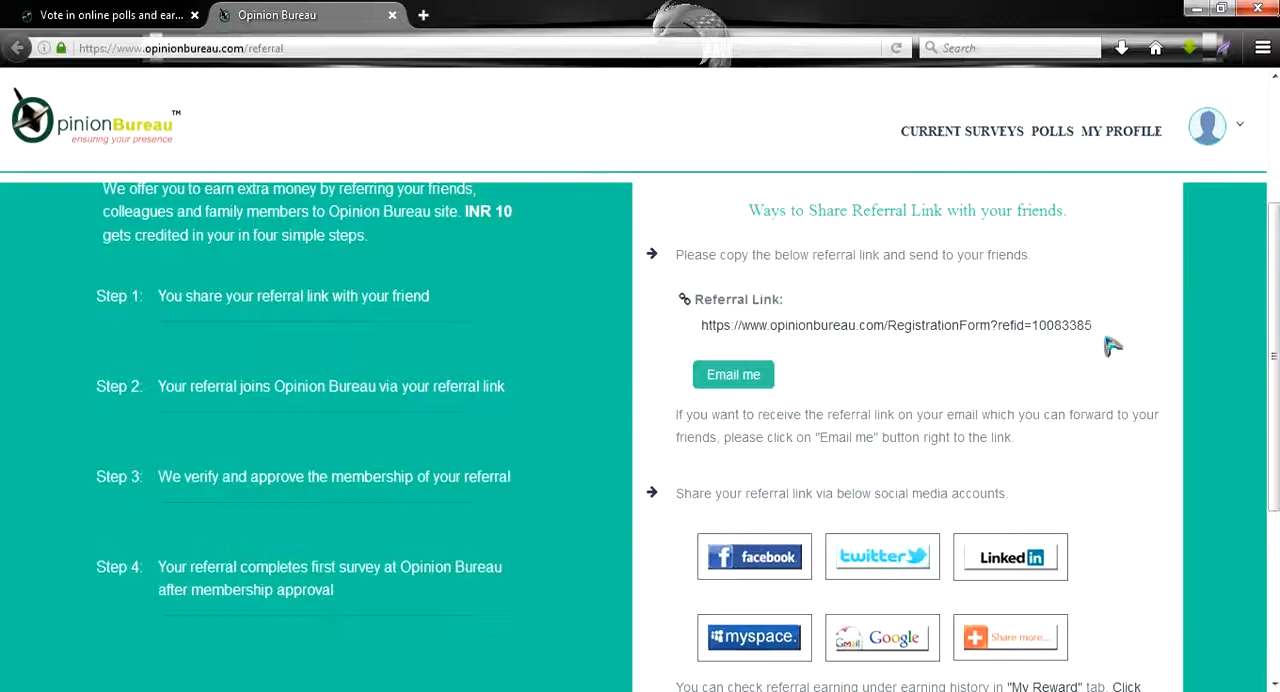 Vote in online polls and ear...
Opinion Bureau
https://www.opinionbureau.com/referral
Search
pinionBureau™
ensuring your presence
CURRENT SURVEYS POLLS MY PROFILE
We offer you to earn extra money by referring your friends,
colleagues and family members to Opinion Bureau site. INR 10
gets credited in your in four simple steps.
Step 1: You share your referral link with your friend
Step 2: Your referral joins Opinion Bureau via your referral link
Step 3: We verify and approve the membership of your referral
Step 4: Your referral completes first survey at Opinion Bureau
after membership approval
Ways to Share Referral Link with your friends.
Please copy the below referral link and send to your friends.
Referral Link:
https://www.opinionbureau.com/RegistrationForm?refid=10083385
Email me
If you want to receive the referral link on your email which you can forward to your
friends, please click on "Email me" button right to the link.
Share your referral link via below social media accounts.
facebook twitter Linked in
myspace. Gmail Google Share more...
You can check referral earning under earning history in "My Reward" tab. Click